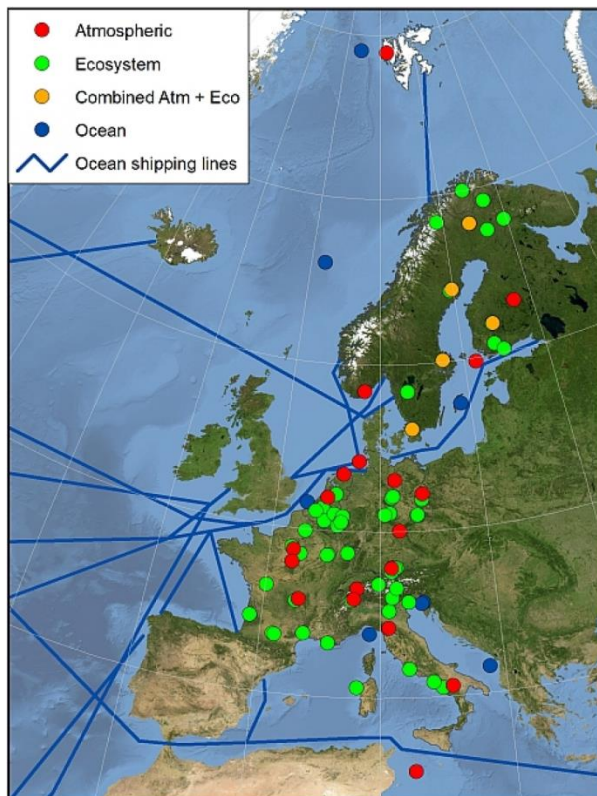 Atmospheric
Ecosystem
Combined Atm + Eco
Ocean
Ocean shipping lines